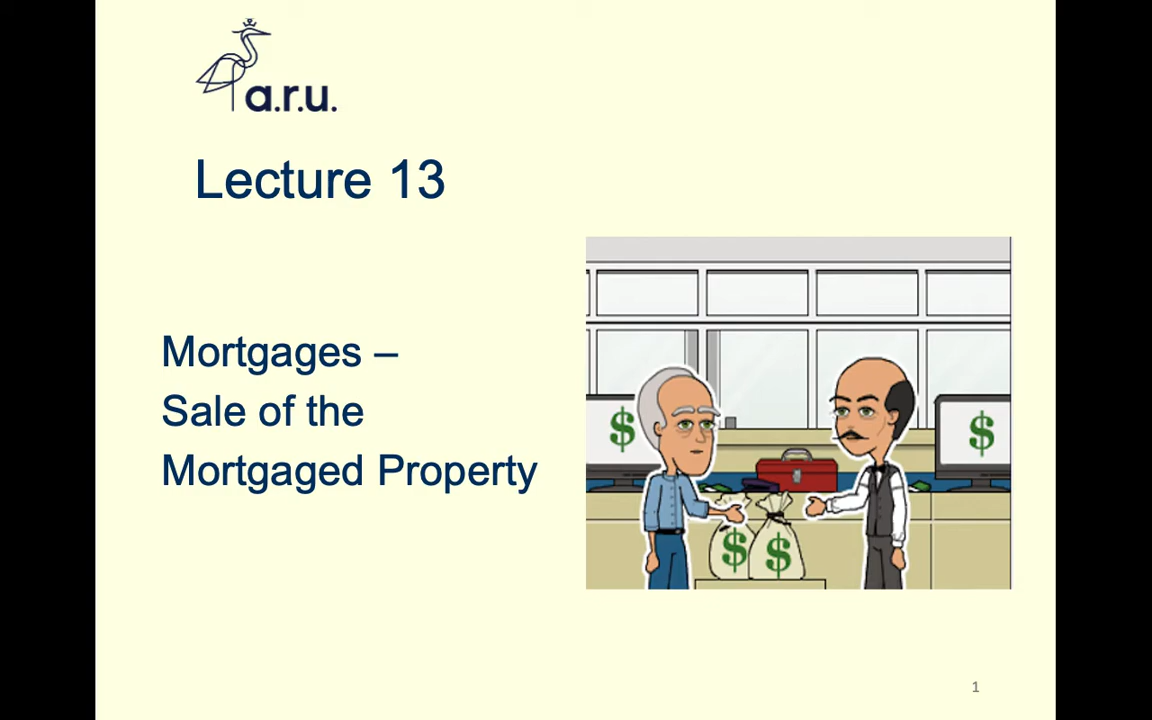 a.r.u.
Lecture 13
Mortgages –
Sale of the
Mortgaged Property
$
$
$
$
1